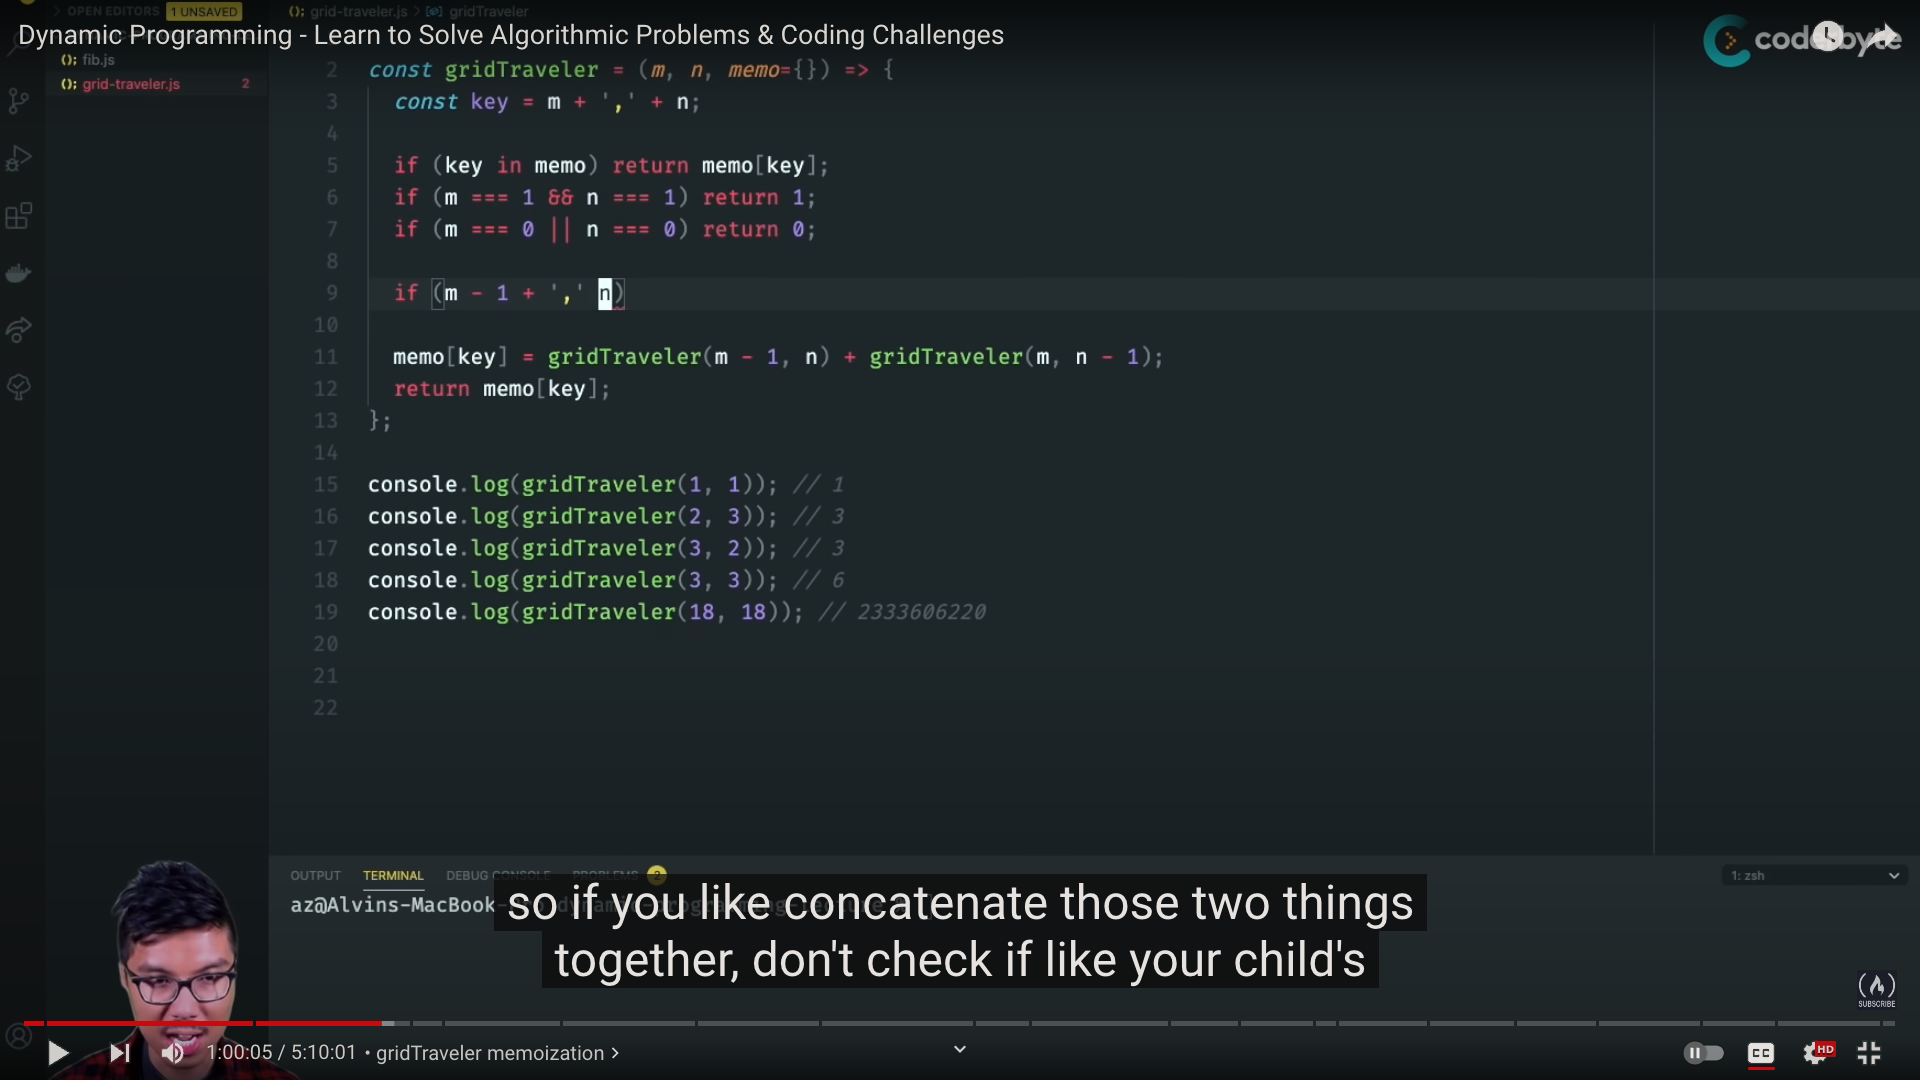 OPEN EDITORS 1 UNSAVED
grid-traveler.js > gridTraveler
Dynamic Programming - Learn to Solve Algorithmic Problems & Coding Challenges
coderbyte
fib.js
grid-traveler.js 2
2 const gridTraveler = (m, n, memo={}) => {
3 const key = m + ',' + n;
4
5 if (key in memo) return memo[key];
6 if (m === 1 && n === 1) return 1;
7 if (m === 0 || n === 0) return 0;
8
9 if (m - 1 + ',' n)
10
11 memo[key] = gridTraveler(m - 1, n) + gridTraveler(m, n - 1);
12 return memo[key];
13 };
14
15 console.log(gridTraveler(1, 1)); // 1
16 console.log(gridTraveler(2, 3)); // 3
17 console.log(gridTraveler(3, 2)); // 3
18 console.log(gridTraveler(3, 3)); // 6
19 console.log(gridTraveler(18, 18)); // 2333606220
20
21
22
OUTPUT TERMINAL DEBUG CONSOLE PROBLEMS 2
1: zsh
az@Alvins-MacBook-
so if you like concatenate those two things
together, don't check if like your child's
SUBSCRIBE
1:00:05 / 5:10:01 • gridTraveler memoization >
CC
HD